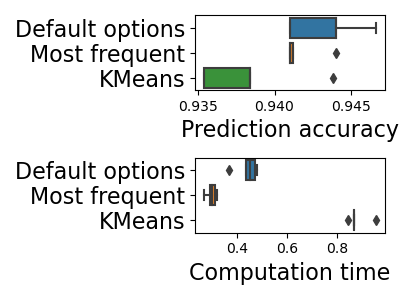 Default options
Most frequent
KMeans
0.935 0.940 0.945
Prediction accuracy
Default options
Most frequent
KMeans
0.4 0.6 0.8
Computation time